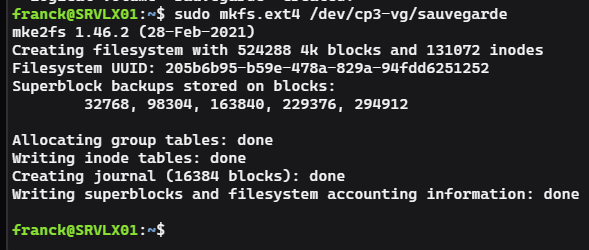 franck@SRVLX01:~$ sudo mkfs.ext4 /dev/cp3-vg/sauvegarde
mke2fs 1.46.2 (28-Feb-2021)
Creating filesystem with 524288 4k blocks and 131072 inodes
Filesystem UUID: 205b6b95-b59e-478a-829a-94fdd6251252
Superblock backups stored on blocks:
        32768, 98304, 163840, 229376, 294912
Allocating group tables: done
Writing inode tables: done
Creating journal (16384 blocks): done
Writing superblocks and filesystem accounting information: done
franck@SRVLX01:~$